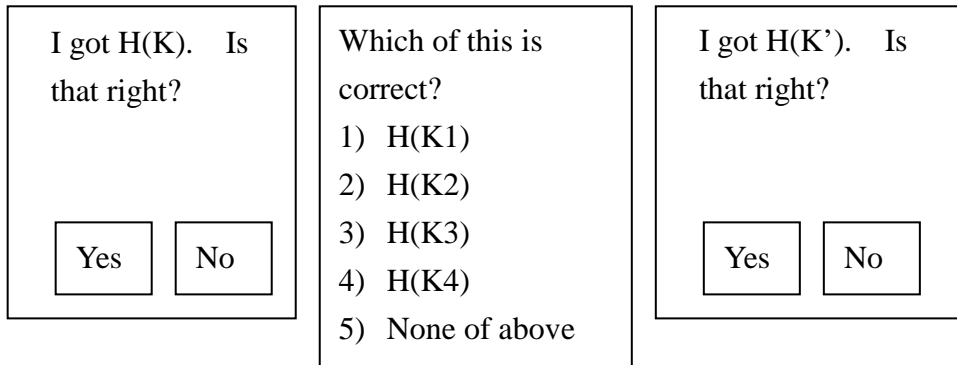 I got H(K). Is
that right?
Yes No
Which of this is
correct?
1) H(K1)
2) H(K2)
3) H(K3)
4) H(K4)
5) None of above
I got H(K’). Is
that right?
Yes No